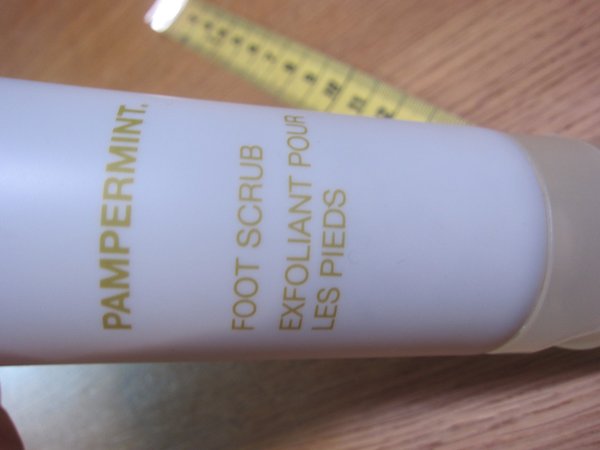 PAMPERMINT.
FOOT SCRUB
EXFOLIANT POUR
LES PIEDS